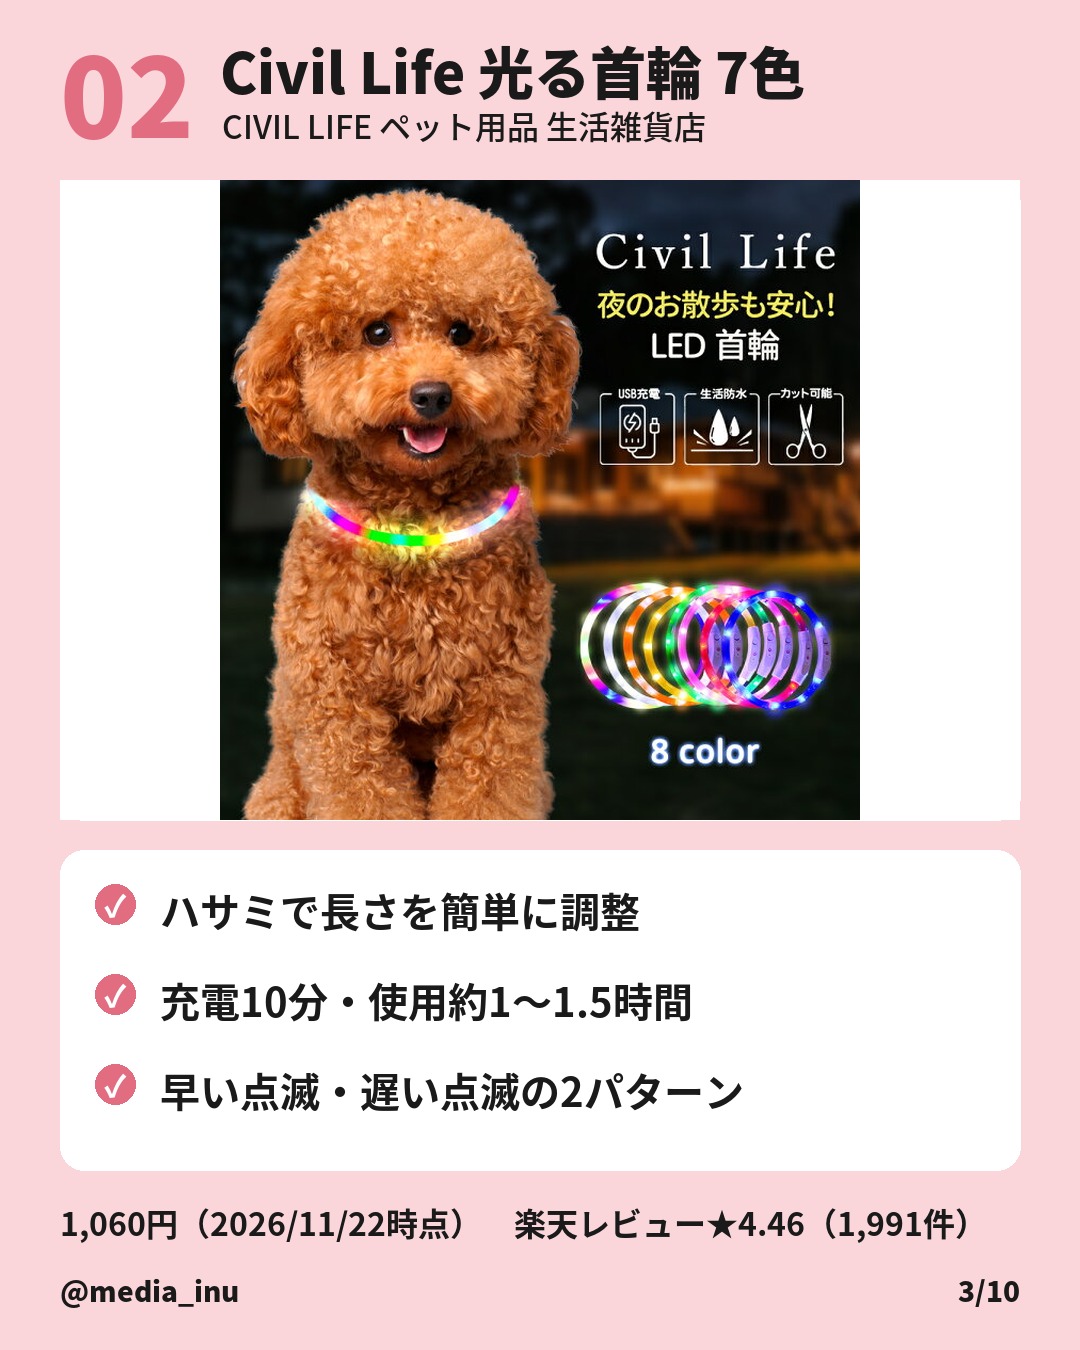 02
Civil Life 光る首輪 7色
CIVIL LIFE ペット用品 生活雑貨店
Civil Life
夜のお散歩も安心！
LED 首輪
USB充電 生活防水 カット可能
8 color
ハサミで長さを簡単に調整
充電10分・使用約1〜1.5時間
早い点滅・遅い点滅の2パターン
1,060円（2026/11/22時点） 楽天レビュー★4.46（1,991件）
@media_inu
3/10